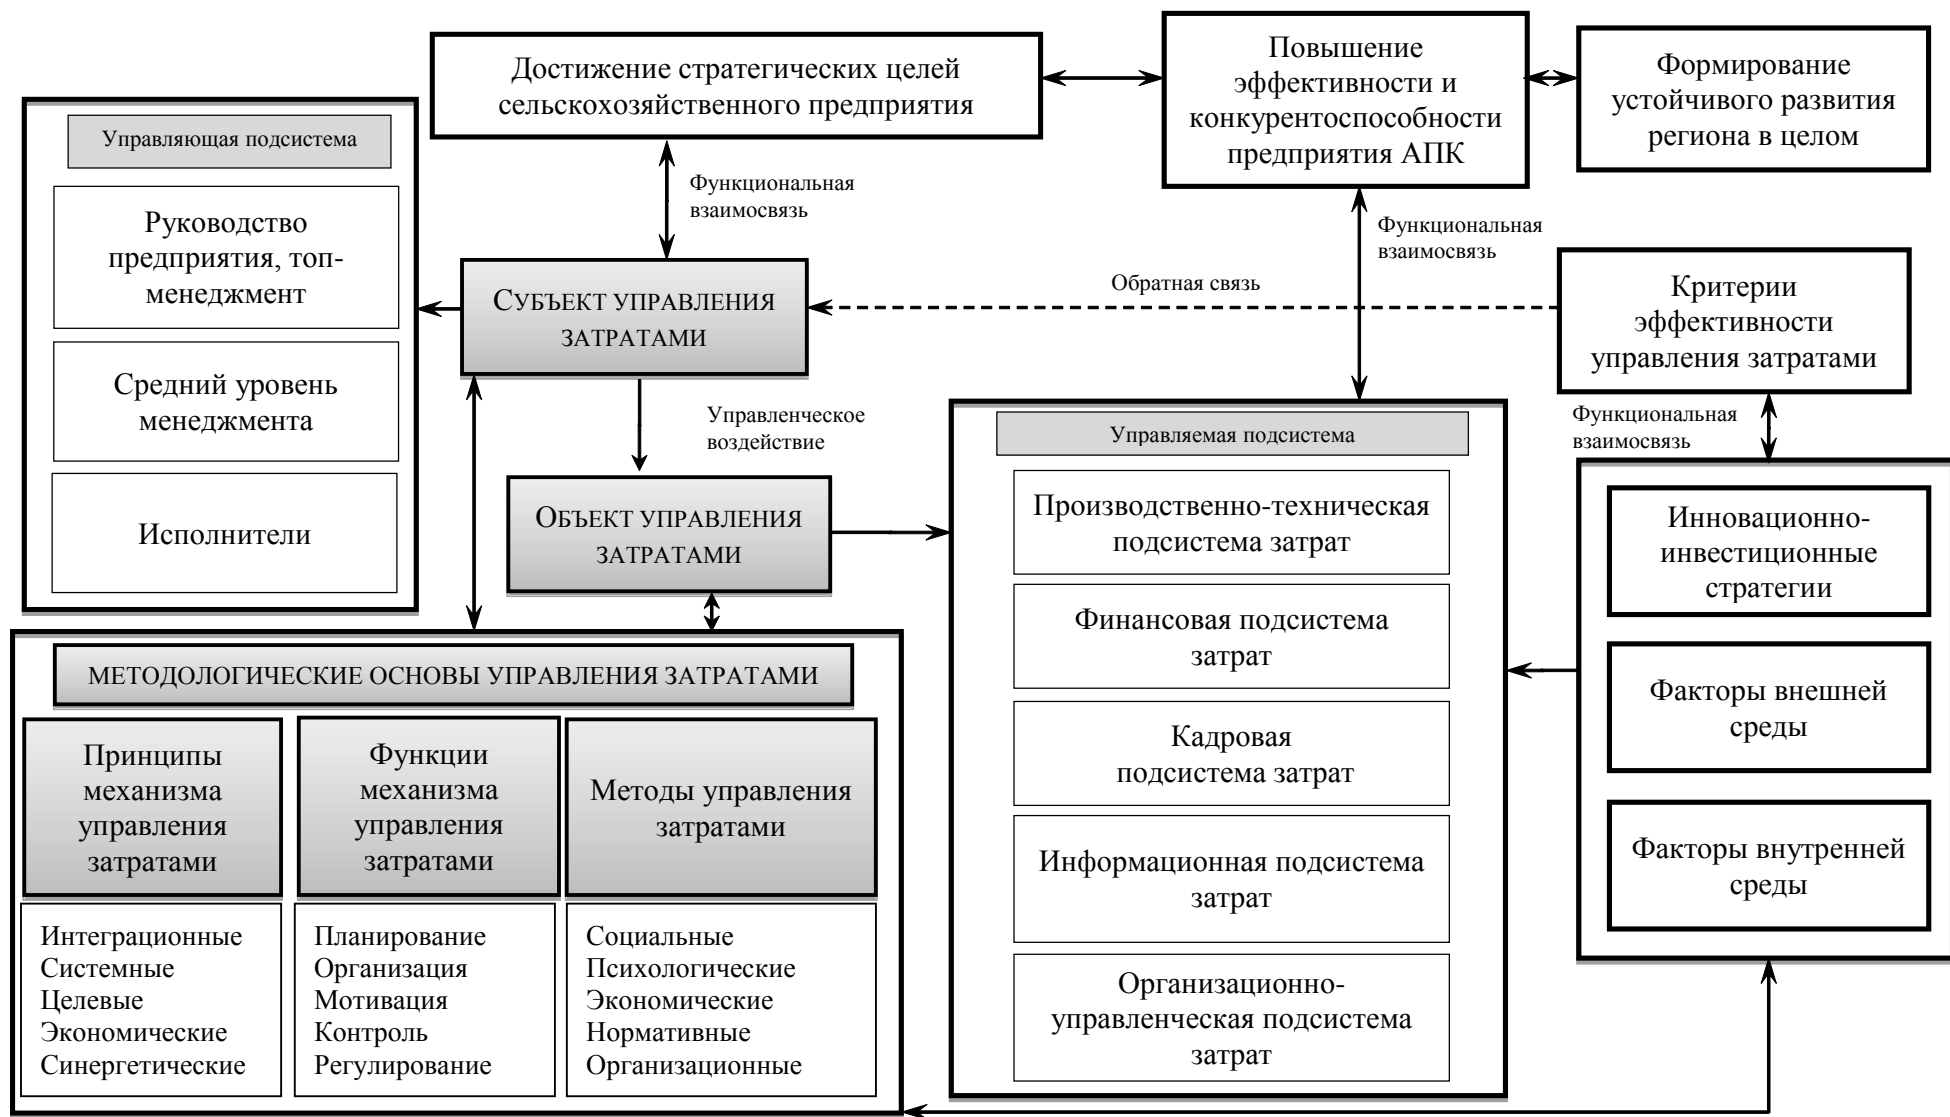 Достижение стратегических целей
сельскохозяйственного предприятия
Повышение
эффективности и
конкурентоспособности
предприятия АПК
Формирование
устойчивого развития
региона в целом
Управляющая подсистема
Руководство
предприятия, топ-
менеджмент
Средний уровень
менеджмента
Исполнители
Функциональная
взаимосвязь
Функциональная
взаимосвязь
СУБЪЕКТ УПРАВЛЕНИЯ
ЗАТРАТАМИ
Обратная связь
Критерии
эффективности
управления затратами
Управленческое
воздействие
Функциональная
взаимосвязь
ОБЪЕКТ УПРАВЛЕНИЯ
ЗАТРАТАМИ
Управляемая подсистема
Производственно-техническая
подсистема затрат
Финансовая подсистема
затрат
Кадровая
подсистема затрат
Информационная подсистема
затрат
Организационно-
управленческая подсистема
затрат
Инновационно-
инвестиционные
стратегии
Факторы внешней
среды
Факторы внутренней
среды
МЕТОДОЛОГИЧЕСКИЕ ОСНОВЫ УПРАВЛЕНИЯ ЗАТРАТАМИ
Принципы
механизма
управления
затратами
Функции
механизма
управления
затратами
Методы управления
затратами
Интеграционные
Системные
Целевые
Экономические
Синергетические
Планирование
Организация
Мотивация
Контроль
Регулирование
Социальные
Психологические
Экономические
Нормативные
Организационные